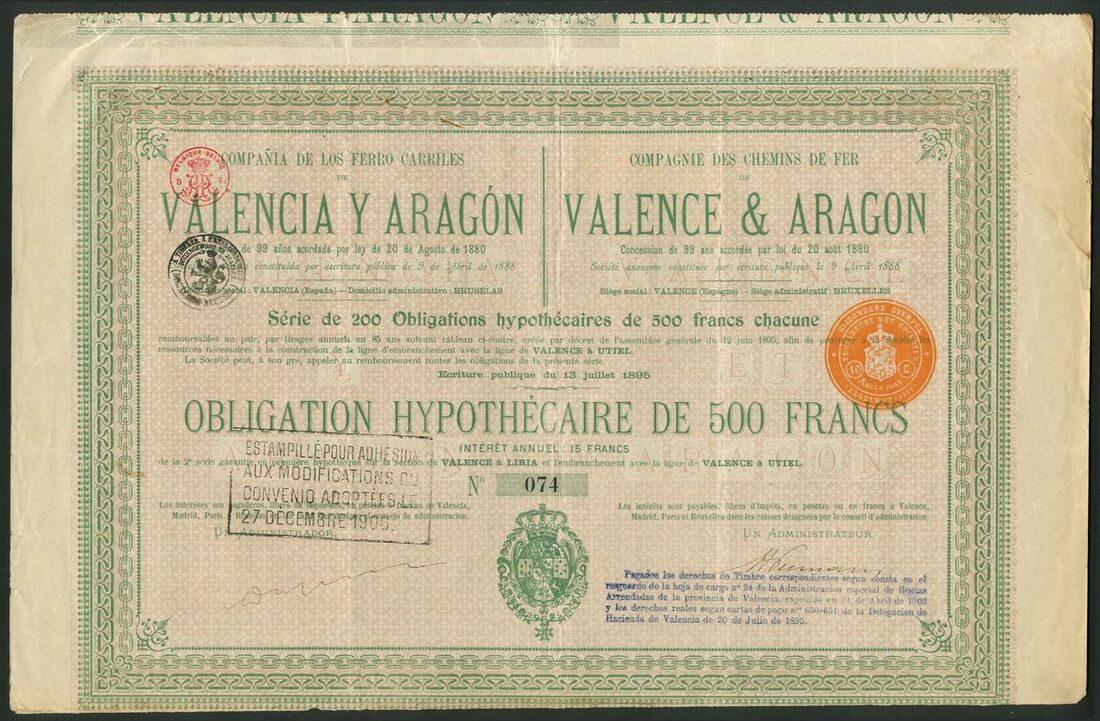 VALENCIA Y ARAGÓN VALENCE & ARAGON
COMPAÑIA DE LOS FERRO CARRILES
DE
VALENCIA Y ARAGÓN
de 99 años acordada por ley de 20 de Agosto de 1880
constituida por escritura pública de 9 de Abril de 1888
social: VALENCIA (España) — Domicilio administrativo: BRUSÉLAS
COMPAGNIE DES CHEMINS DE FER
DE
VALENCE & ARAGON
Concession de 99 ans accordée par loi du 20 août 1880
Société anonyme constituée par écriture publique le 9 Avril 1888
Siège social: VALENCE (Espagne) — Siège administratif: BRUXELLES
BELGIQUE-BELGIË
5 F.
Série de 200 Obligations hypothécaires de 500 francs chacune
remboursables au pair, par tirages annuels en 85 ans suivant tableau ci-contre, créée par décret de l'assemblée générale du 12 juin 1895, afin de procurer à la Société les
ressources nécessaires à la construction de la ligne d'embranchement avec la ligne de VALENCE à UTIEL.
La Société peut, à son gré, appeler au remboursement toutes les obligations de la présente série.
Ecriture publique du 13 juillet 1895
BIJZONDERE STEMPEL
10 C
OBLIGATION HYPOTHÉCAIRE DE 500 FRANCS
INTÉRÊT ANNUEL: 15 FRANCS
de la 2e série garantie en première hypothèque sur la section de VALENCE à LIRIA et l'embranchement avec la ligne de VALENCE à UTIEL
No 074
ESTAMPILLÉ POUR ADHÉSION
AUX MODIFICATIONS DU
CONVENIO ADOPTÉES LE
27 DECEMBRE 1905.
Los intereses son pagaderos, libres de impuestos, en pesetas ó en francos en Valencia,
Madrid, Paris consejo de administración.
UN ADMINISTRADOR,
Les intérêts sont payables, libres d'impôts, en pesetas ou en francs à Valence,
Madrid, Paris et Bruxelles dans les caisses désignées par le conseil d'administration.
UN ADMINISTRATEUR,
Pagados los derechos de Timbre correspondientes segun consta en el
resguardo de la hoja de cargo no 24 de la Administración especial de Rentas
Arrendadas de la provincia de Valencia, expedido en 21 de Abril de 1903
y los derechos reales segun cartas de pago no 650-651 de la Delegacion de
Hacienda de Valencia de 20 de Julio de 1895.